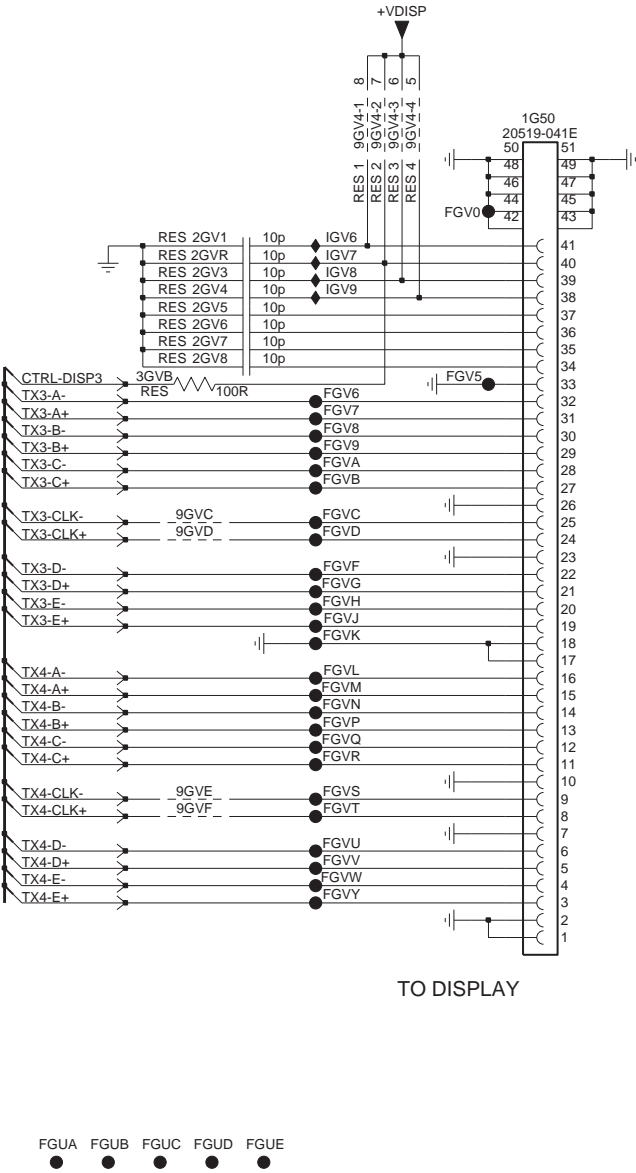 +VDISP
8 7 6 5
9GV4-1 9GV4-2 9GV4-3 9GV4-4
RES 1 RES 2 RES 3 RES 4
1G50
20519-041E
50 51
48 49
46 47
44 45
FGV0 42 43
RES 2GV1 10p IGV6 41
RES 2GVR 10p IGV7 40
RES 2GV3 10p IGV8 39
RES 2GV4 10p IGV9 38
RES 2GV5 10p 37
RES 2GV6 10p 36
RES 2GV7 10p 35
RES 2GV8 10p 34
CTRL-DISP3 3GVB RES 100R FGV5 33
TX3-A- FGV6 32
TX3-A+ FGV7 31
TX3-B- FGV8 30
TX3-B+ FGV9 29
TX3-C- FGVA 28
TX3-C+ FGVB 27
26
TX3-CLK- 9GVC FGVC 25
TX3-CLK+ 9GVD FGVD 24
23
TX3-D- FGVF 22
TX3-D+ FGVG 21
TX3-E- FGVH 20
TX3-E+ FGVJ 19
FGVK 18
17
TX4-A- FGVL 16
TX4-A+ FGVM 15
TX4-B- FGVN 14
TX4-B+ FGVP 13
TX4-C- FGVQ 12
TX4-C+ FGVR 11
10
TX4-CLK- 9GVE FGVS 9
TX4-CLK+ 9GVF FGVT 8
7
TX4-D- FGVU 6
TX4-D+ FGVV 5
TX4-E- FGVW 4
TX4-E+ FGVY 3
2
1
TO DISPLAY
FGUA FGUB FGUC FGUD FGUE